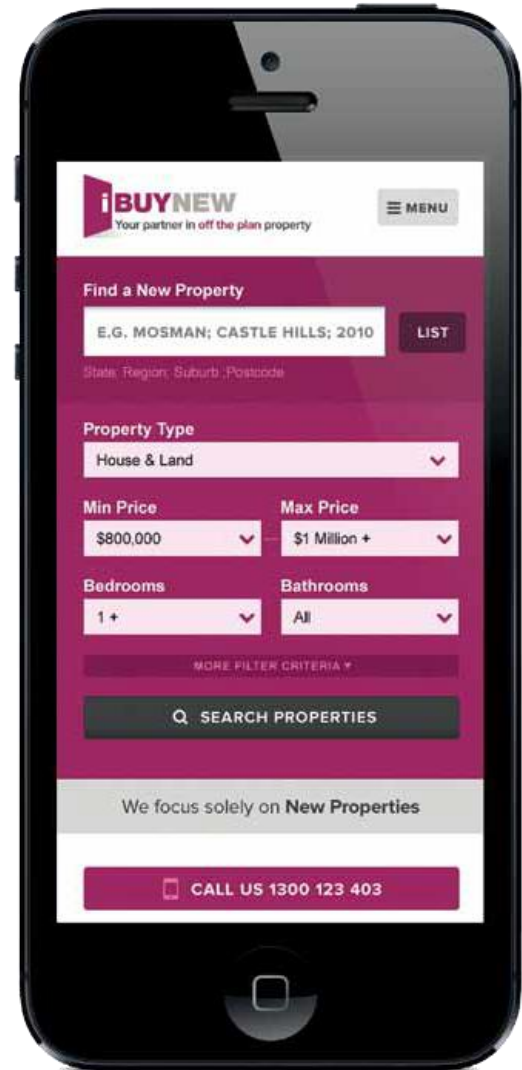 iBUYNEW
Your partner in off the plan property
MENU
Find a New Property
E.G. MOSMAN; CASTLE HILLS; 2010
LIST
State; Region; Suburb ;Postcode
Property Type
House & Land
Min Price
Max Price
$800,000
$1 Million +
Bedrooms
Bathrooms
1 +
All
MORE FILTER CRITERIA
SEARCH PROPERTIES
We focus solely on New Properties
CALL US 1300 123 403